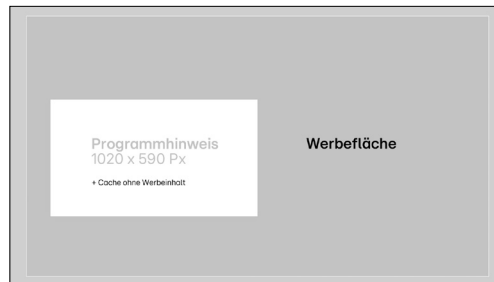 Programmhinweis
1020 x 590 Px
+ Cache ohne Werbeinhalt
Werbefläche